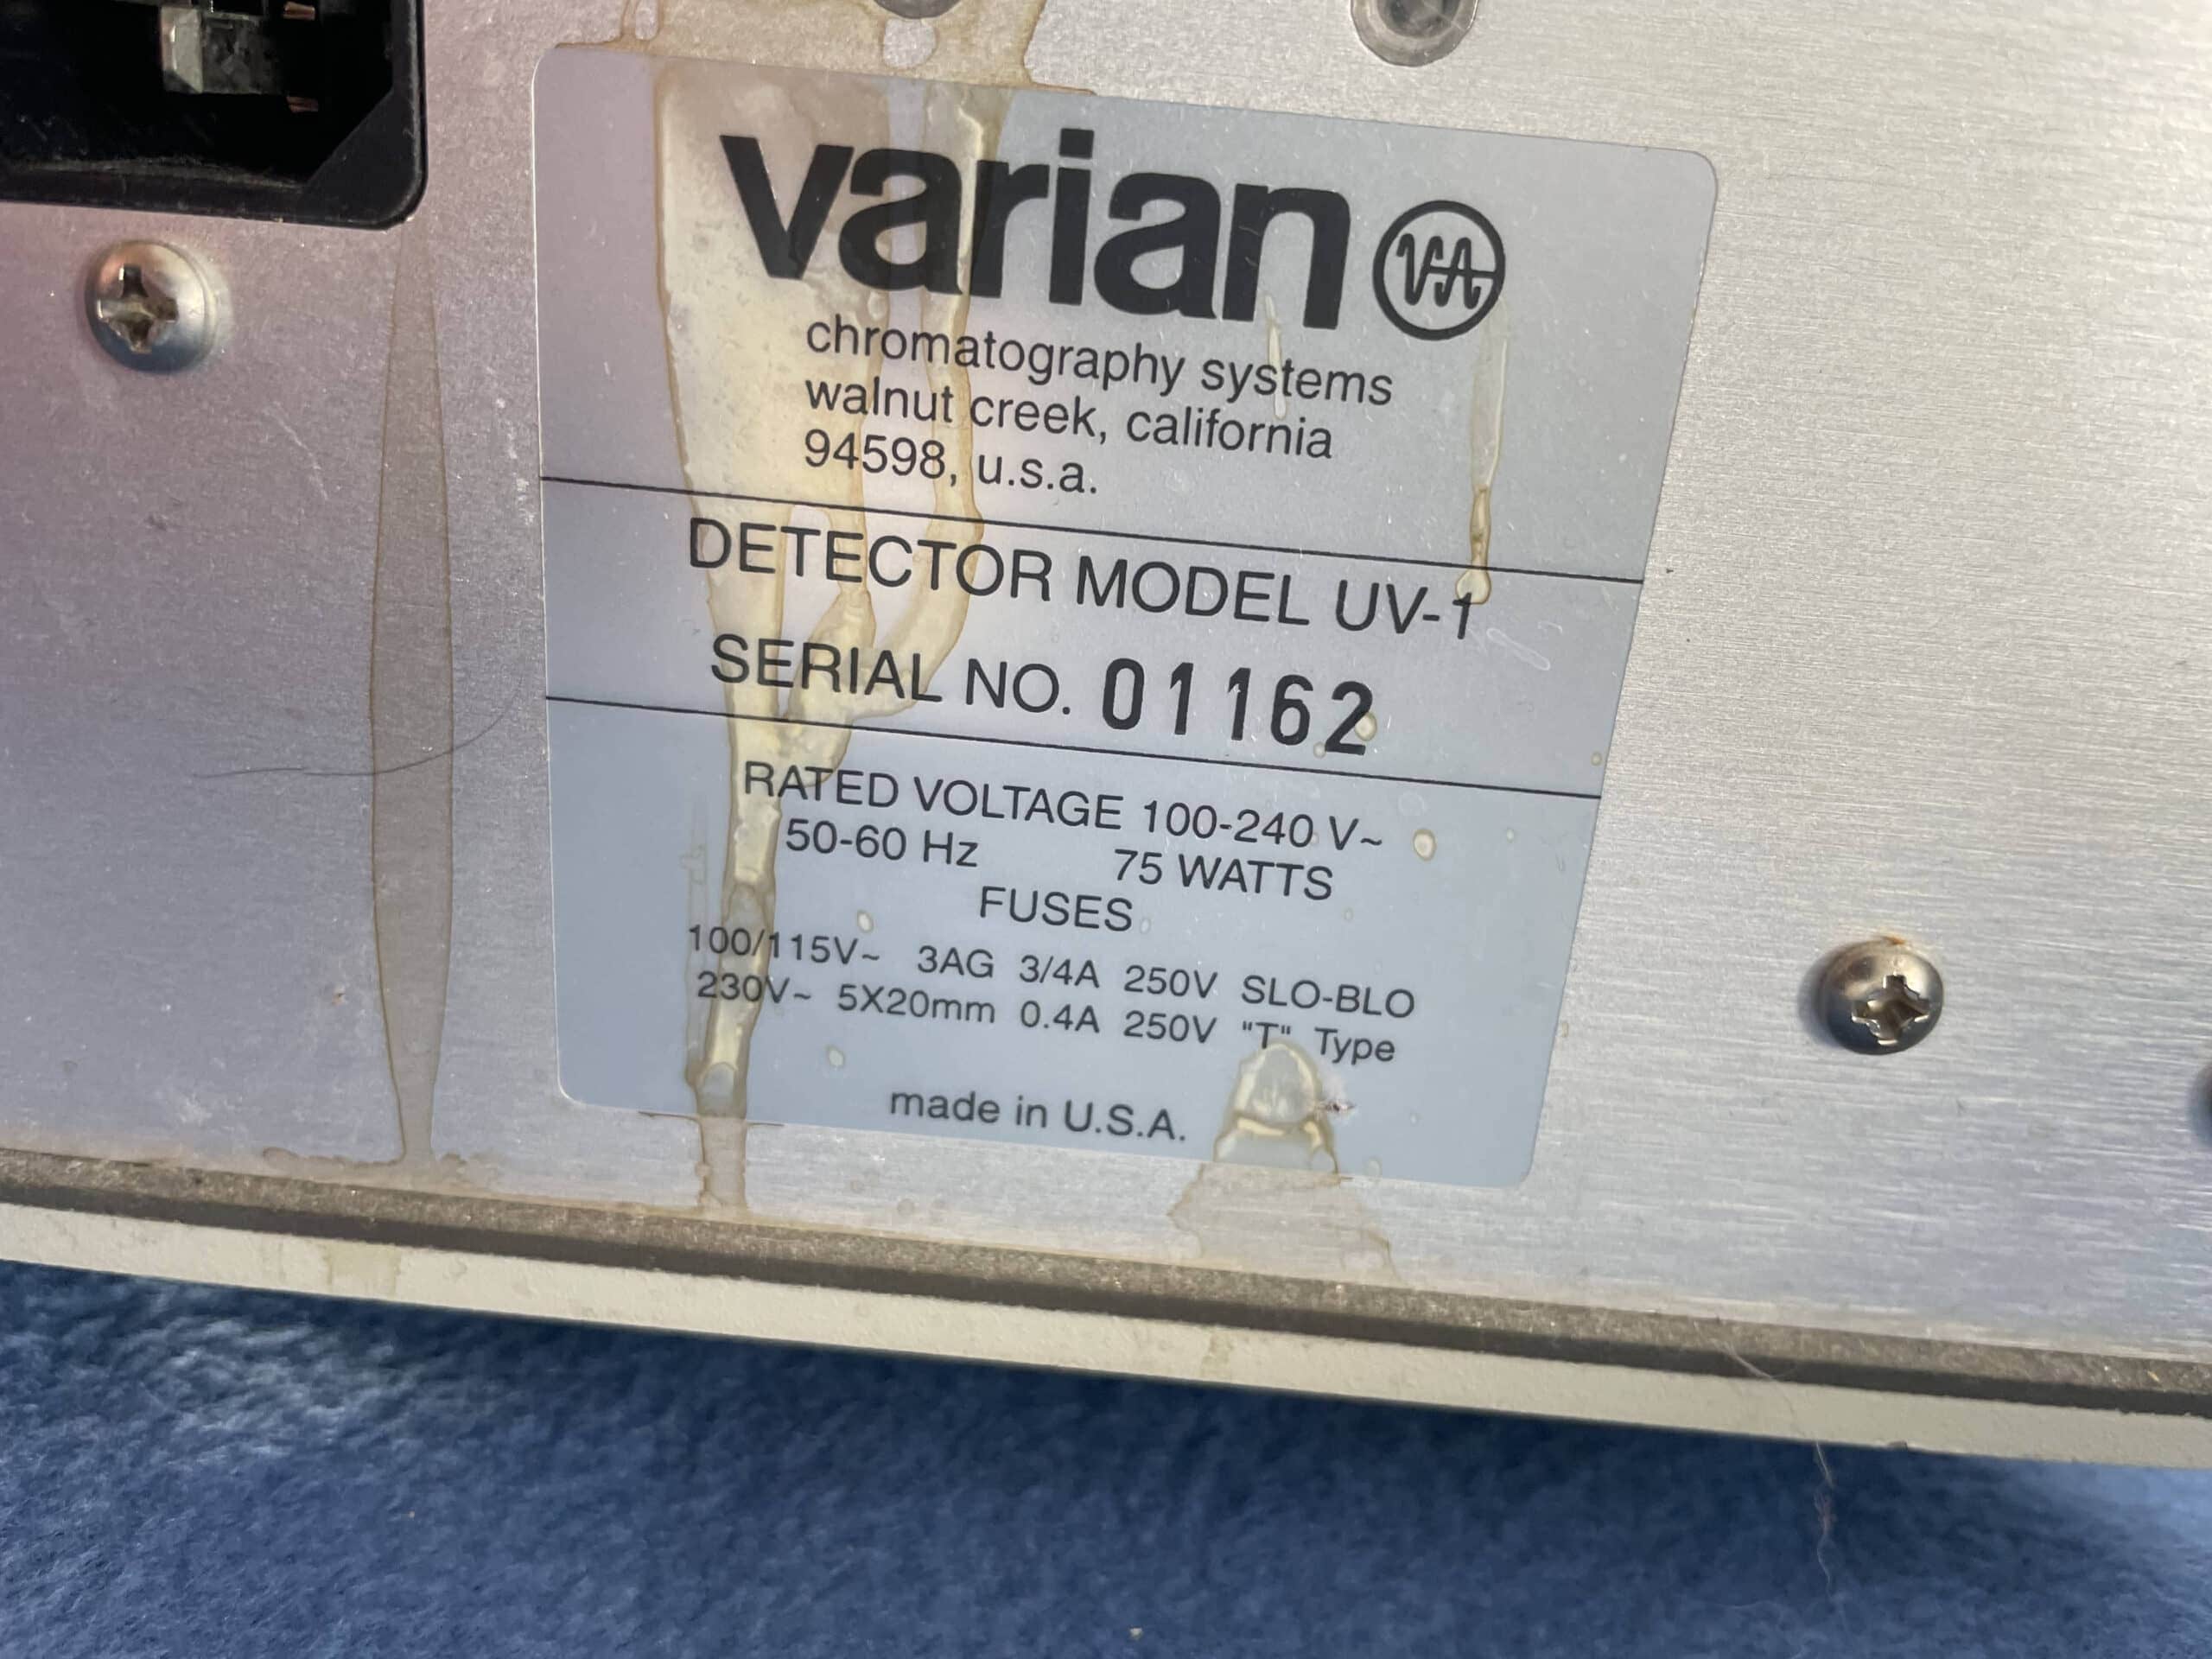 varian VA
chromatography systems
walnut creek, california
94598, u.s.a.
DETECTOR MODEL UV-1
SERIAL NO. 01162
RATED VOLTAGE 100-240 V~
50-60 Hz 75 WATTS
FUSES
100/115V~ 3AG 3/4A 250V SLO-BLO
230V~ 5X20mm 0.4A 250V "T" Type
made in U.S.A.